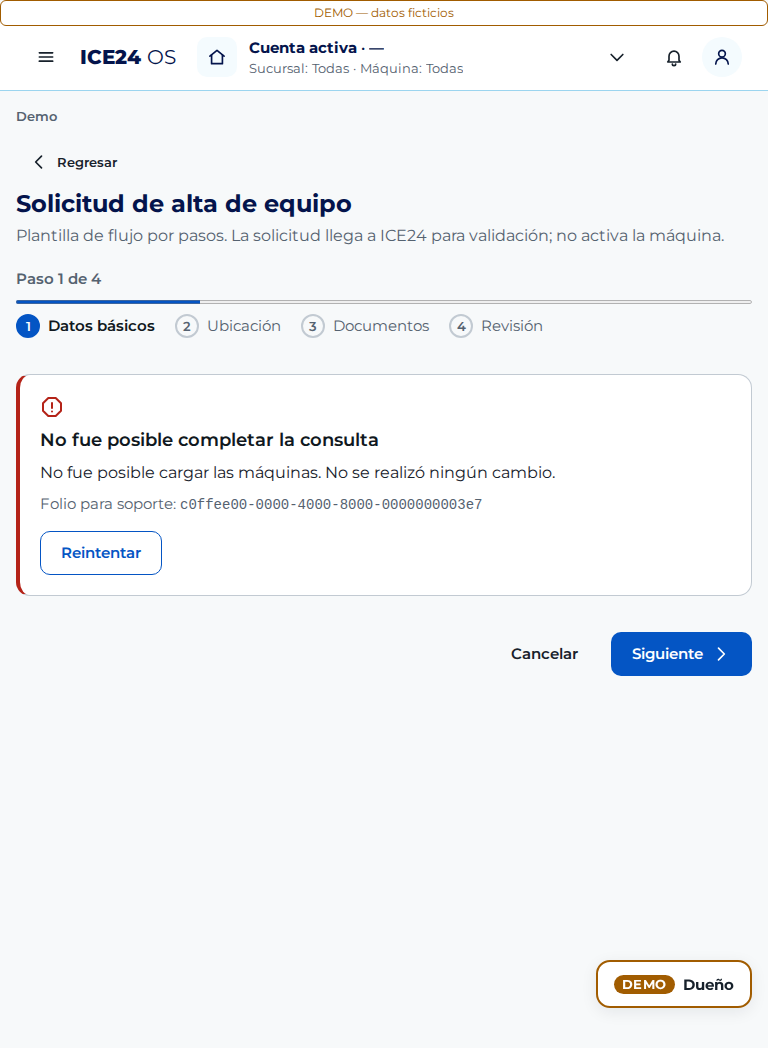 DEMO — datos ficticios
ICE24 OS
Cuenta activa · —
Sucursal: Todas · Máquina: Todas
Demo
Regresar
Solicitud de alta de equipo
Plantilla de flujo por pasos. La solicitud llega a ICE24 para validación; no activa la máquina.
Paso 1 de 4
1 Datos básicos 2 Ubicación 3 Documentos 4 Revisión
No fue posible completar la consulta
No fue posible cargar las máquinas. No se realizó ningún cambio.
Folio para soporte: c0ffee00-0000-4000-8000-0000000003e7
Reintentar
Cancelar Siguiente
DEMO Dueño